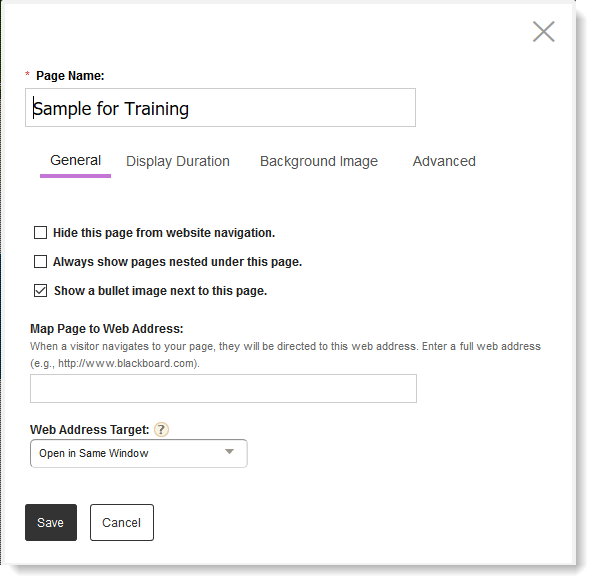 * Page Name:
Sample for Training
General Display Duration Background Image Advanced
Hide this page from website navigation.
Always show pages nested under this page.
Show a bullet image next to this page.
Map Page to Web Address:
When a visitor navigates to your page, they will be directed to this web address. Enter a full web address
(e.g., http://www.blackboard.com).
Web Address Target: ?
Open in Same Window
Save Cancel